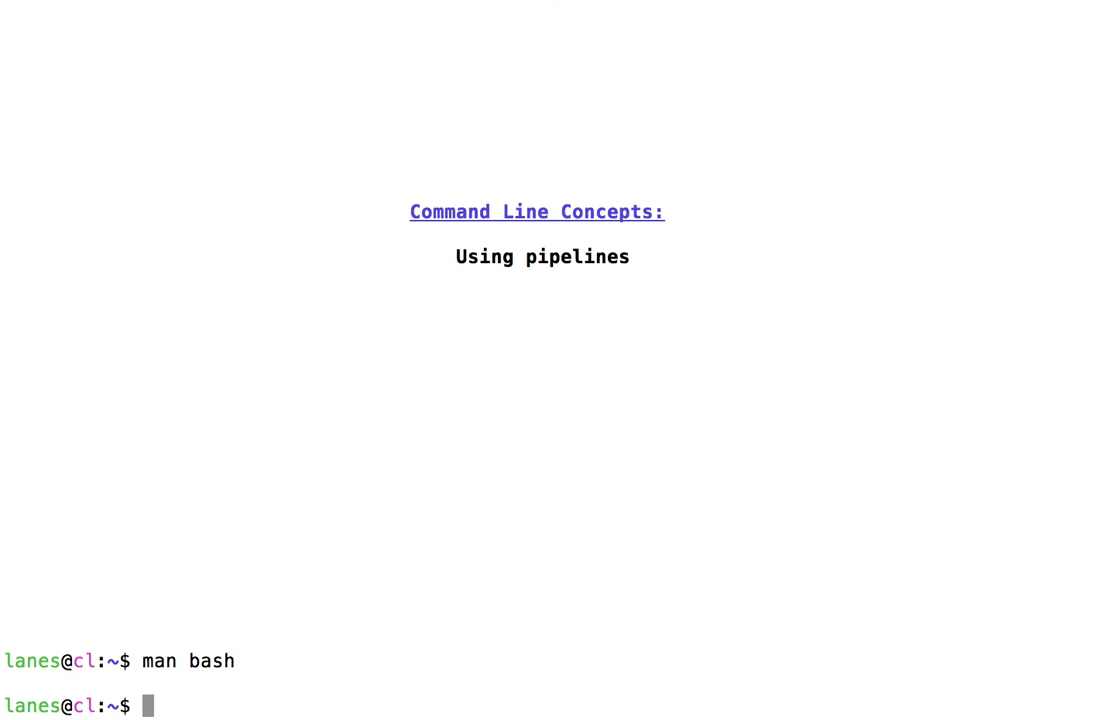 Command Line Concepts:
Using pipelines
lanes@cl:~$ man bash
lanes@cl:~$